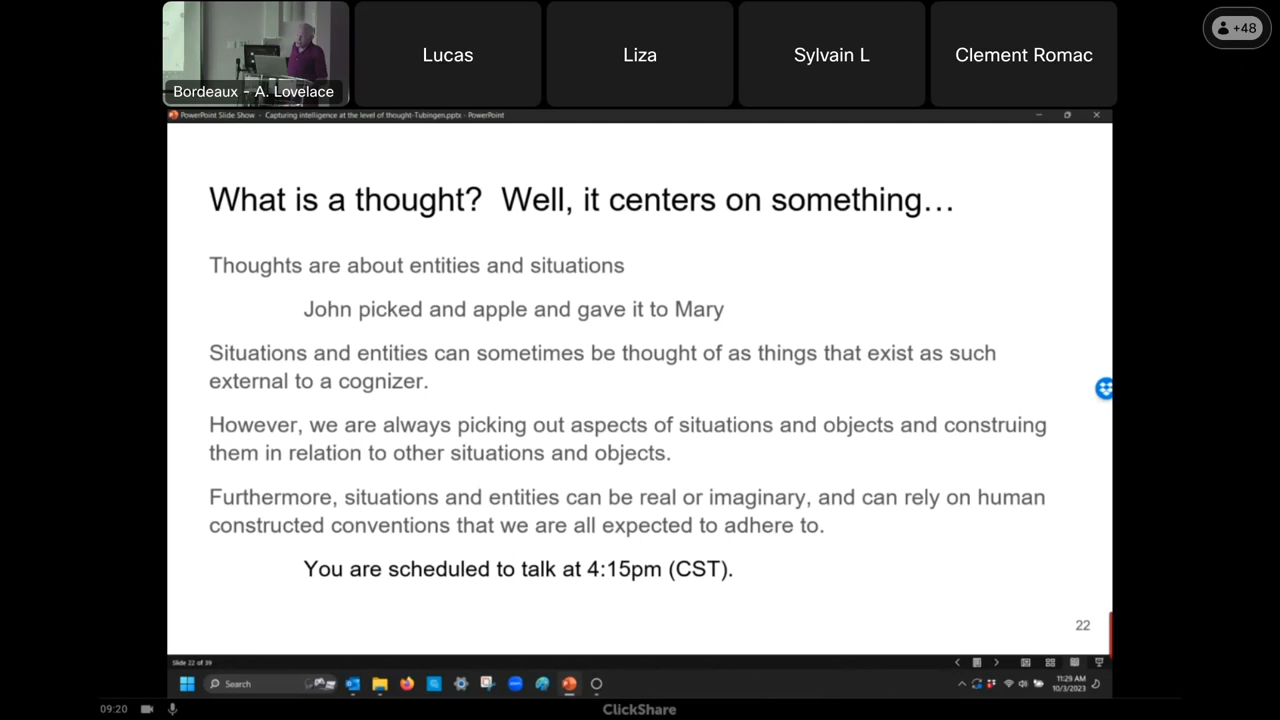 +48
Lucas
Liza
Sylvain L
Clement Romac
Bordeaux - A. Lovelace
PowerPoint Slide Show - Capturing intelligence at the level of thought-Tubingen.pptx - PowerPoint
What is a thought? Well, it centers on something…
Thoughts are about entities and situations
John picked and apple and gave it to Mary
Situations and entities can sometimes be thought of as things that exist as such
external to a cognizer.
However, we are always picking out aspects of situations and objects and construing
them in relation to other situations and objects.
Furthermore, situations and entities can be real or imaginary, and can rely on human
constructed conventions that we are all expected to adhere to.
You are scheduled to talk at 4:15pm (CST).
22
Slide 22 of 39
Search
11:29 AM
10/3/2023
09:20
ClickShare